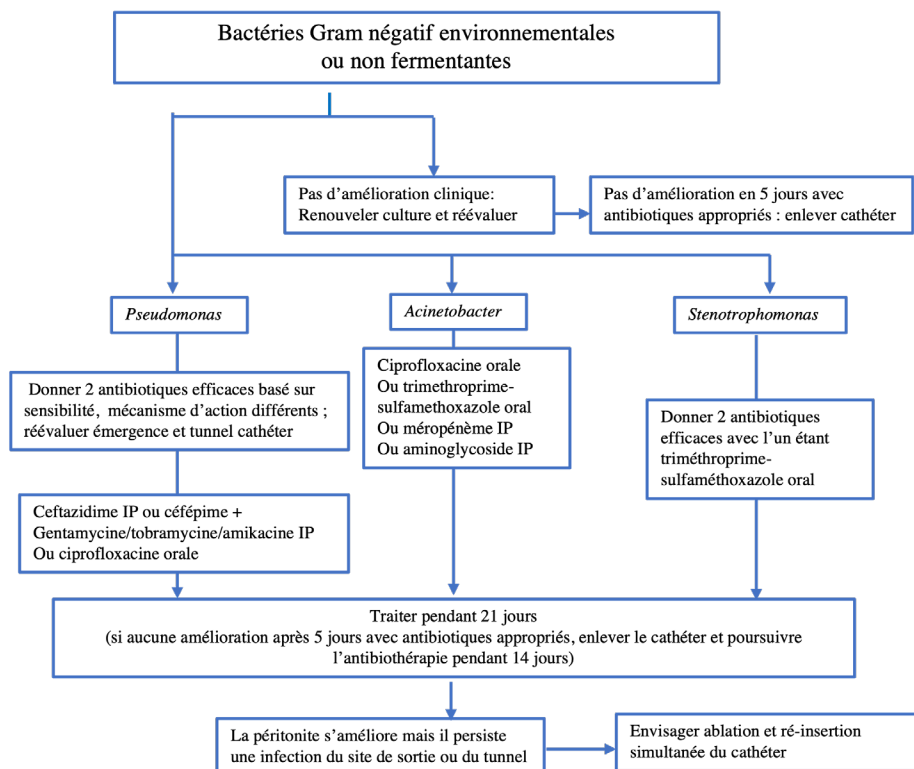 Bactéries Gram négatif environnementales
ou non fermentantes
Pas d’amélioration clinique:
Renouveler culture et réévaluer
Pas d’amélioration en 5 jours avec
antibiotiques appropriés : enlever cathéter
Pseudomonas
Acinetobacter
Stenotrophomonas
Donner 2 antibiotiques efficaces basé sur
sensibilité, mécanisme d’action différents ;
réévaluer émergence et tunnel cathéter
Ciprofloxacine orale
Ou trimethroprime-
sulfamethoxazole oral
Ou méropénème IP
Ou aminoglycoside IP
Donner 2 antibiotiques
efficaces avec l’un étant
triméthroprime-
sulfaméthoxazole oral
Ceftazidime IP ou céfépime +
Gentamycine/tobramycine/amikacine IP
Ou ciprofloxacine orale
Traiter pendant 21 jours
(si aucune amélioration après 5 jours avec antibiotiques appropriés, enlever le cathéter et poursuivre
l’antibiothérapie pendant 14 jours)
La péritonite s’améliore mais il persiste
une infection du site de sortie ou du tunnel
Envisager ablation et ré-insertion
simultanée du cathéter